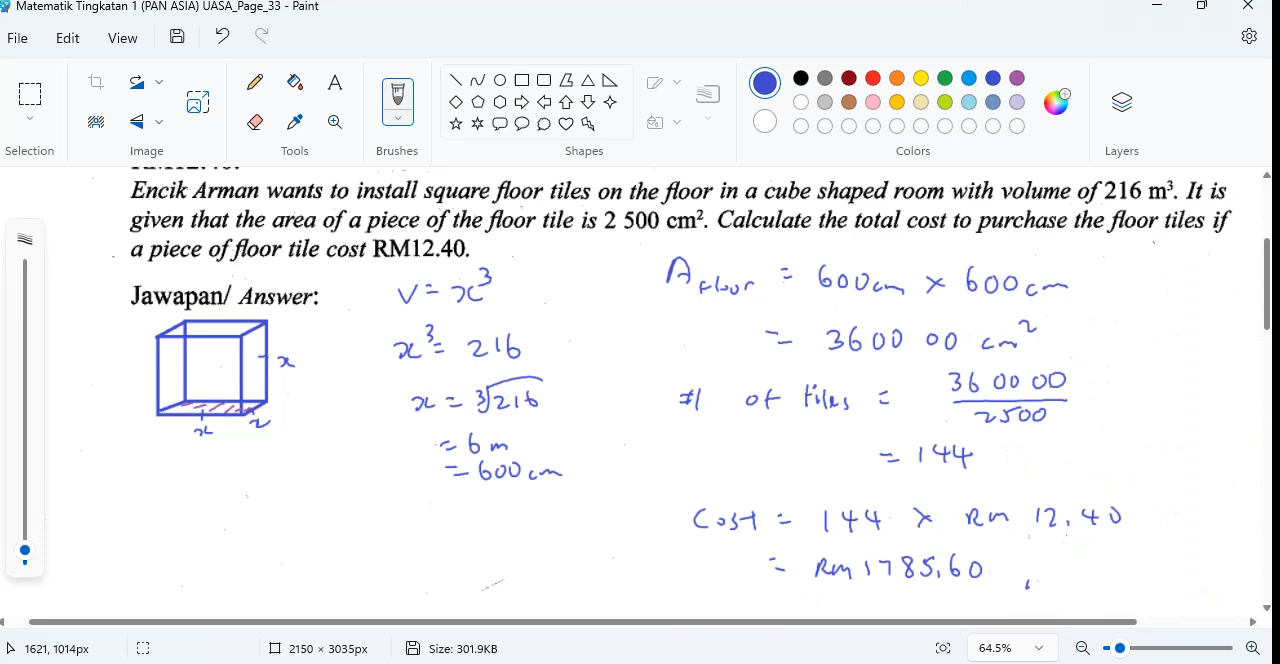 Matematik Tingkatan 1 (PAN ASIA) UASA_Page_33 - Paint
File Edit View
Selection Image Tools Brushes Shapes Colors Layers
Encik Arman wants to install square floor tiles on the floor in a cube shaped room with volume of 216 m³. It is
given that the area of a piece of the floor tile is 2 500 cm². Calculate the total cost to purchase the floor tiles if
a piece of floor tile cost RM12.40.
Jawapan/ Answer:
x
x
x
V = x³
x³ = 216
x = ∛216
= 6 m
= 600 cm
A floor = 600cm × 600cm
= 3600 00 cm²
# of tiles = 36 00 00 / 2500
= 144
Cost = 144 × Rm 12.40
= Rm 1785.60
1621, 1014px
2150 × 3035px
Size: 301.9KB
64.5%